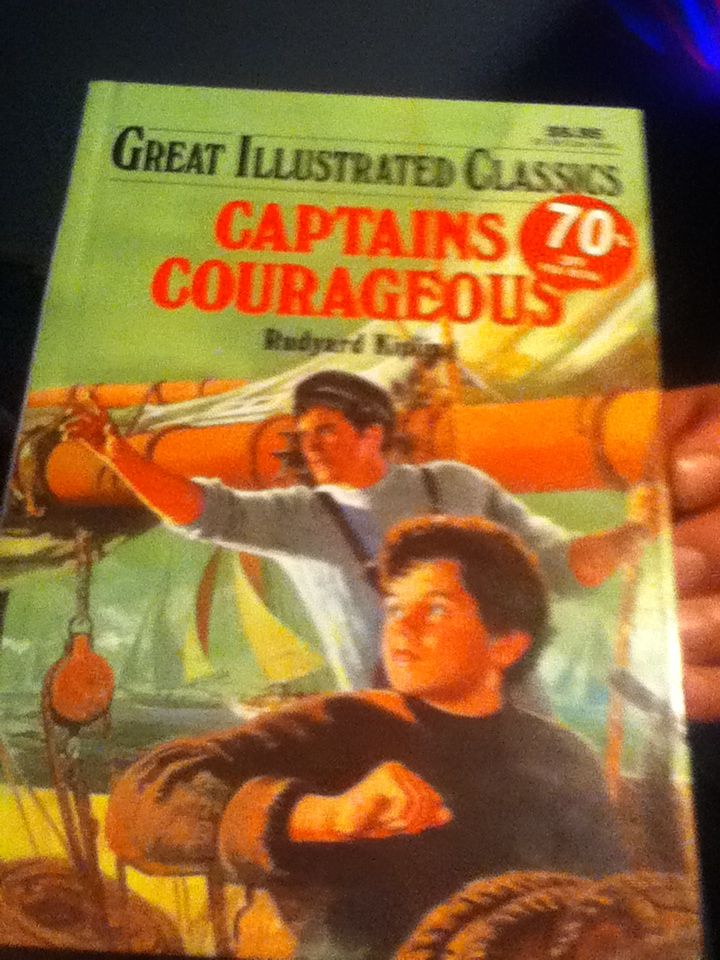 GREAT ILLUSTRATED CLASSICS
CAPTAINS
COURAGEOUS
70%
Rudyard Kipling